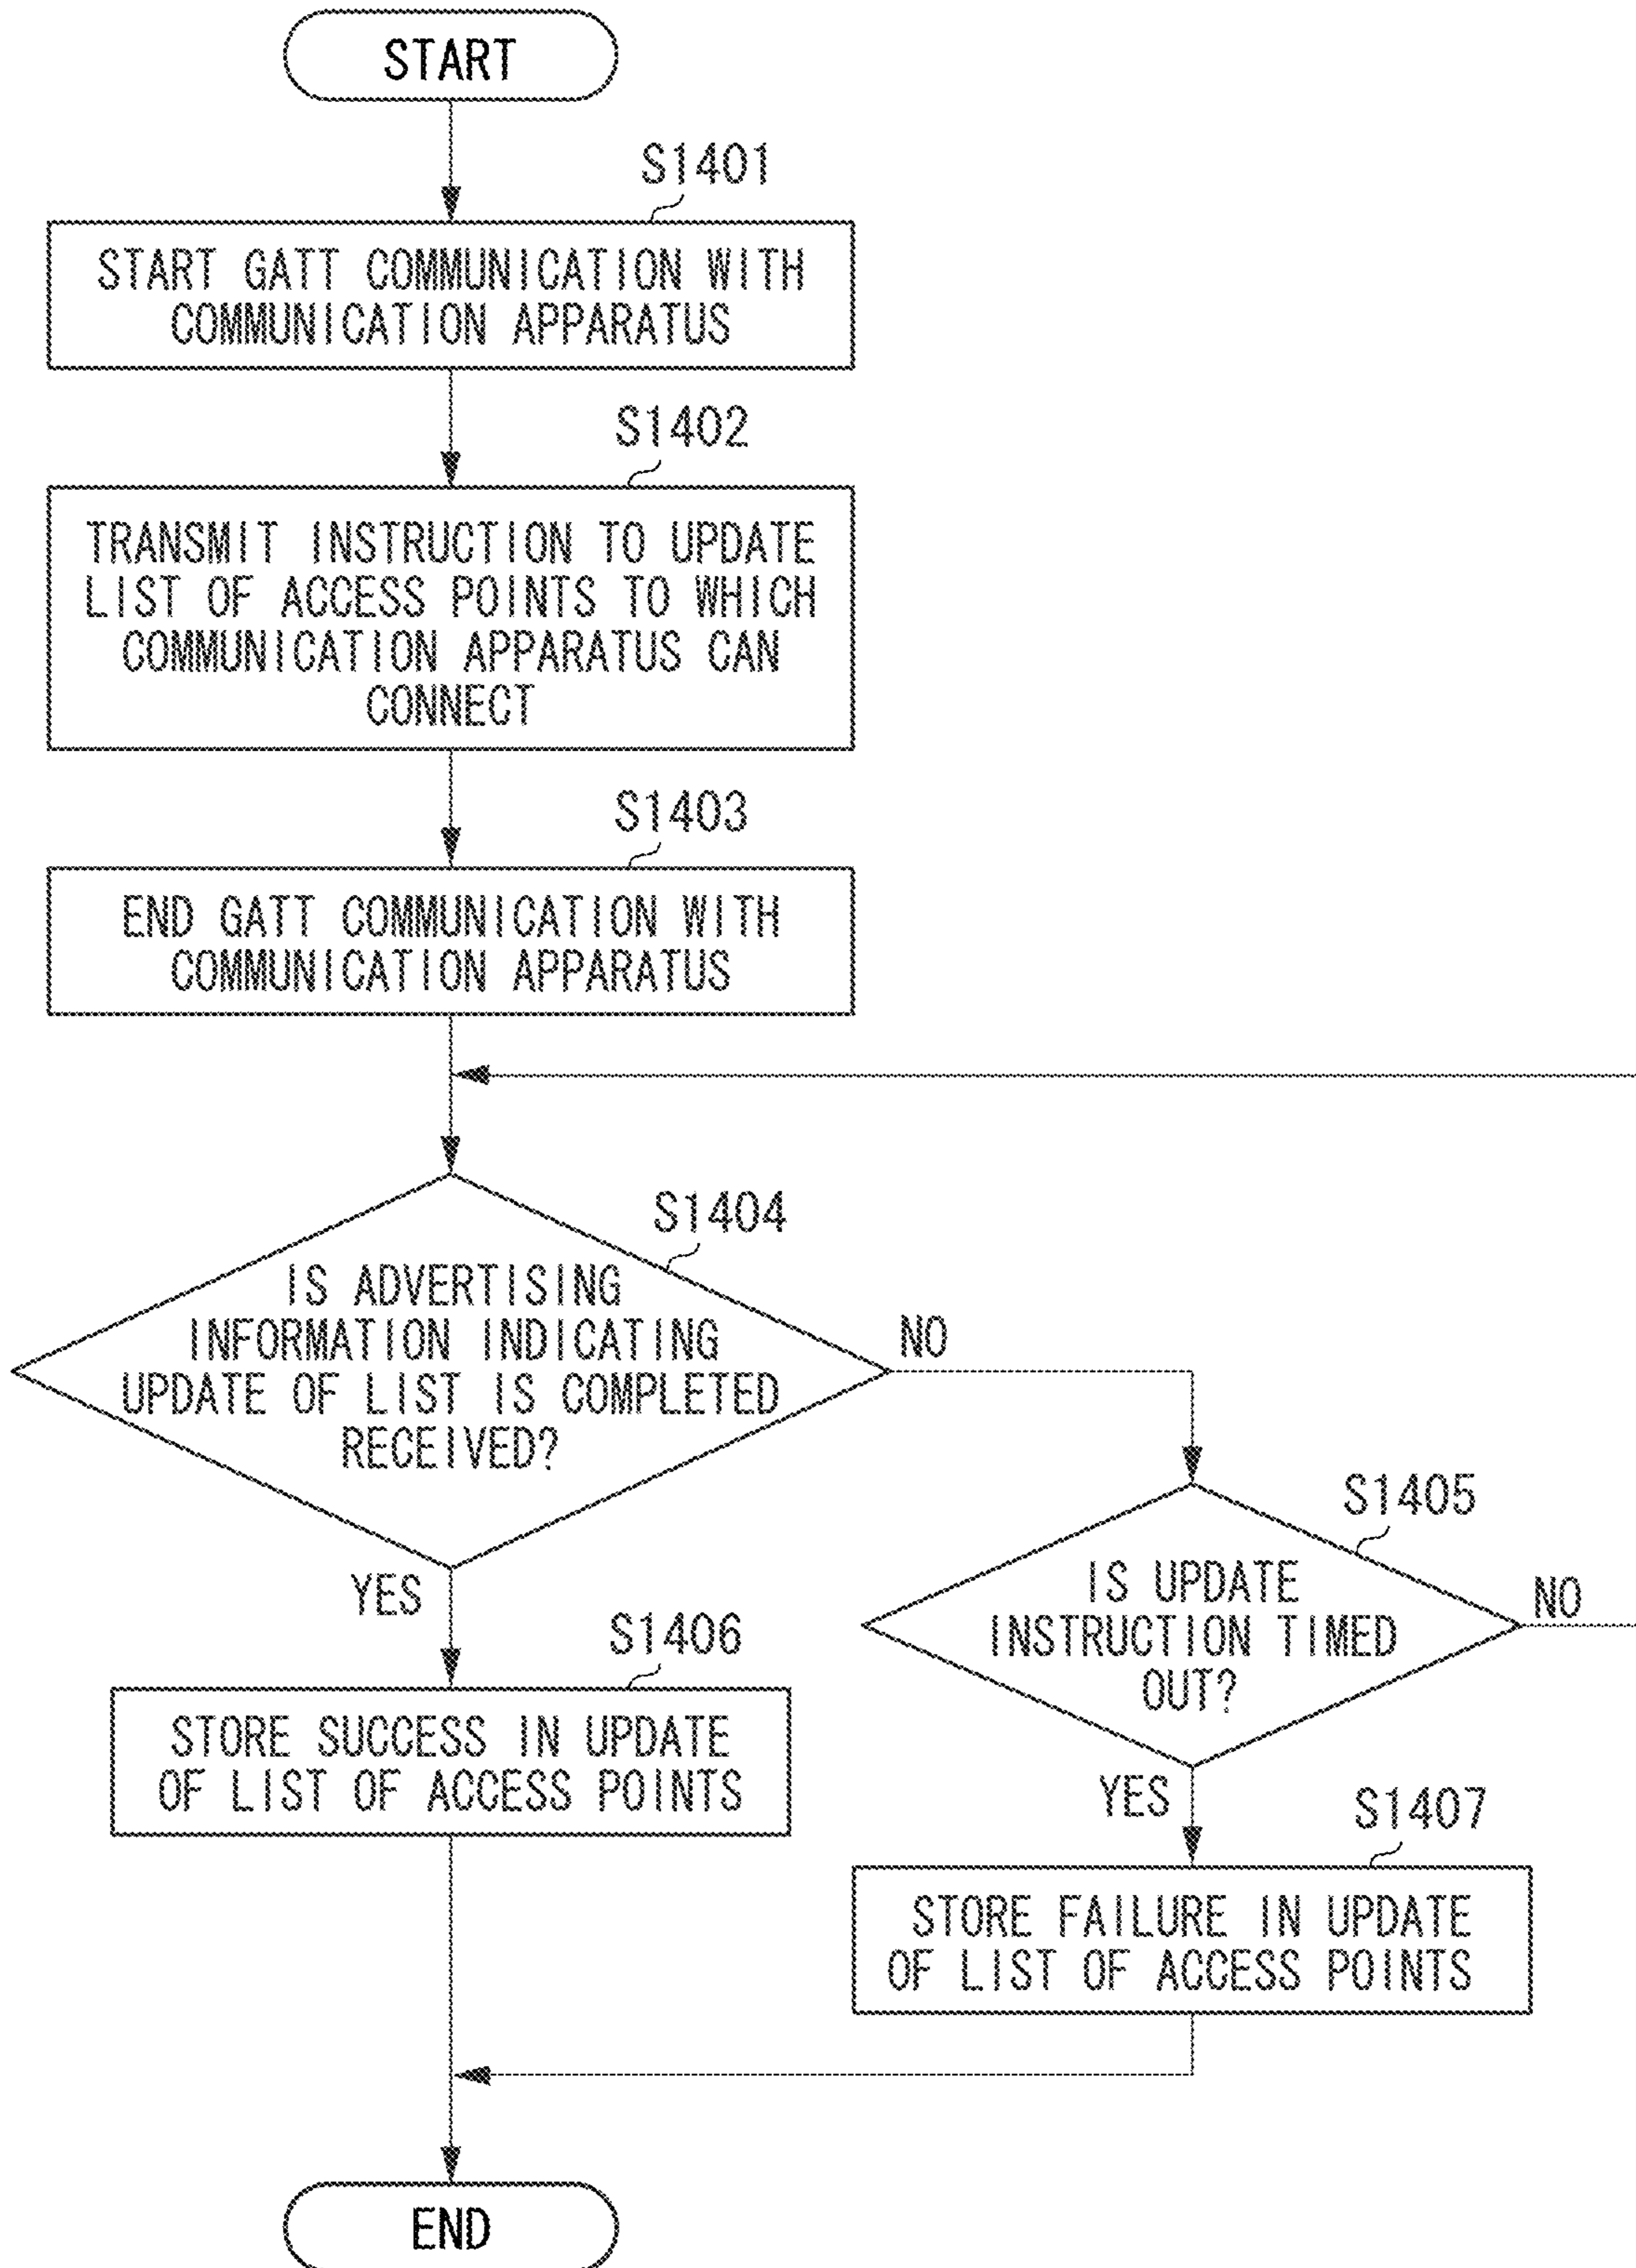 START
S1401
START GATT COMMUNICATION WITH
COMMUNICATION APPARATUS
S1402
TRANSMIT INSTRUCTION TO UPDATE
LIST OF ACCESS POINTS TO WHICH
COMMUNICATION APPARATUS CAN
CONNECT
S1403
END GATT COMMUNICATION WITH
COMMUNICATION APPARATUS
S1404
IS ADVERTISING
INFORMATION INDICATING
UPDATE OF LIST IS COMPLETED
RECEIVED?
NO
YES
S1405
IS UPDATE
INSTRUCTION TIMED
OUT?
NO
YES
S1406
STORE SUCCESS IN UPDATE
OF LIST OF ACCESS POINTS
S1407
STORE FAILURE IN UPDATE
OF LIST OF ACCESS POINTS
END